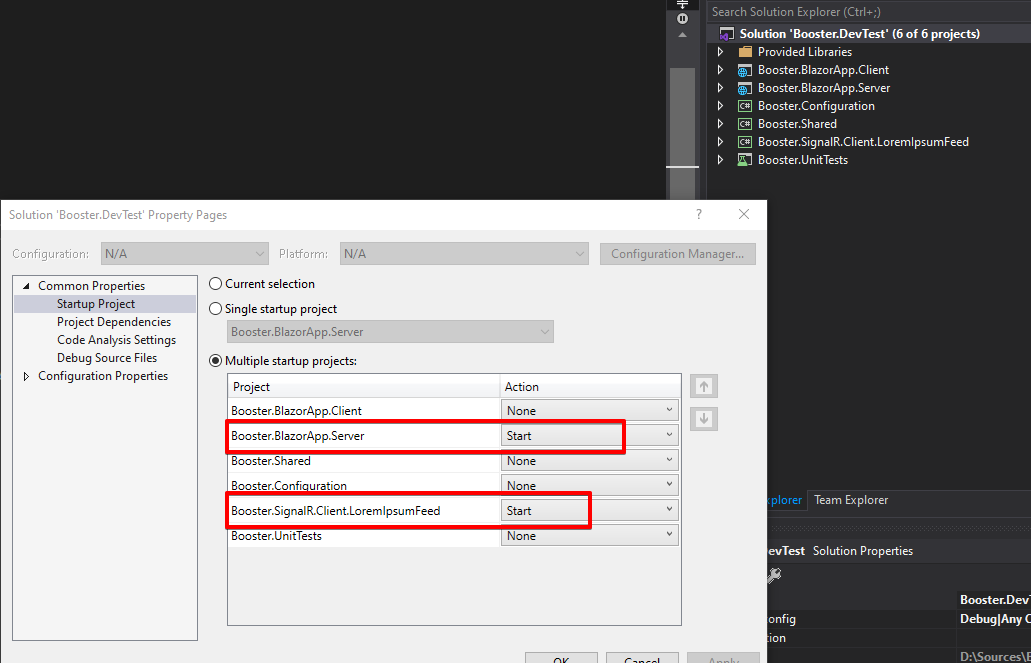 Search Solution Explorer (Ctrl+;)
Solution 'Booster.DevTest' (6 of 6 projects)
Provided Libraries
Booster.BlazorApp.Client
Booster.BlazorApp.Server
C# Booster.Configuration
C# Booster.Shared
C# Booster.SignalR.Client.LoremIpsumFeed
Booster.UnitTests
Solution 'Booster.DevTest' Property Pages ?
Configuration: N/A Platform: N/A Configuration Manager...
Common Properties
Startup Project
Project Dependencies
Code Analysis Settings
Debug Source Files
Configuration Properties
Current selection
Single startup project
Booster.BlazorApp.Server
Multiple startup projects:
Project Action
Booster.BlazorApp.Client None
Booster.BlazorApp.Server Start
Booster.Shared None
Booster.Configuration None
Booster.SignalR.Client.LoremIpsumFeed Start
Booster.UnitTests None
OK Cancel Apply
xplorer Team Explorer
evTest Solution Properties
Booster.Dev
onfig Debug|Any C
tion
D:\Sources\